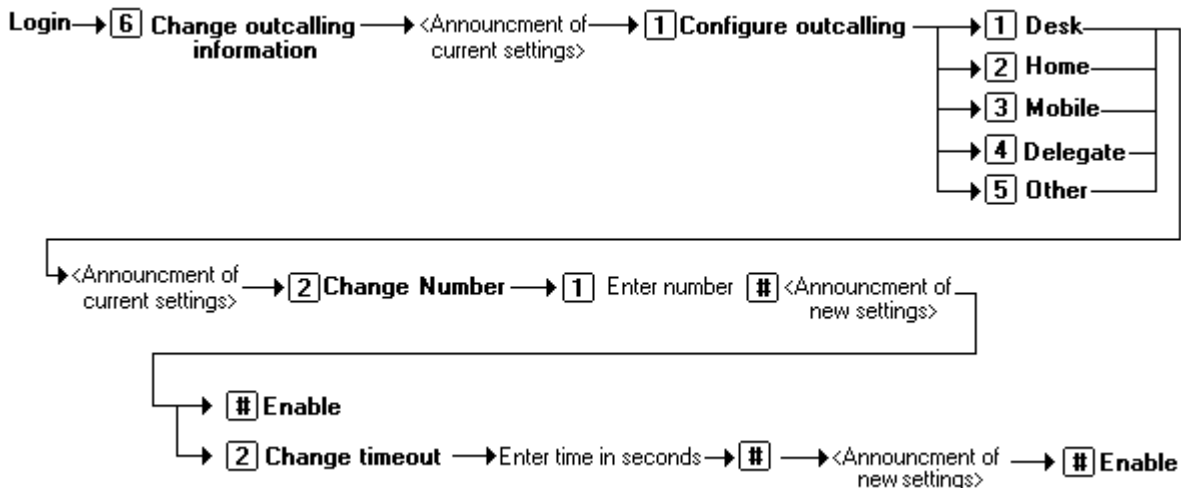 Login 6 Change outcalling information <Announcment of current settings> 1 Configure outcalling 1 Desk
2 Home
3 Mobile
4 Delegate
5 Other
<Announcment of current settings> 2 Change Number 1 Enter number # <Announcment of new settings>
# Enable
2 Change timeout Enter time in seconds # <Announcment of new settings> # Enable